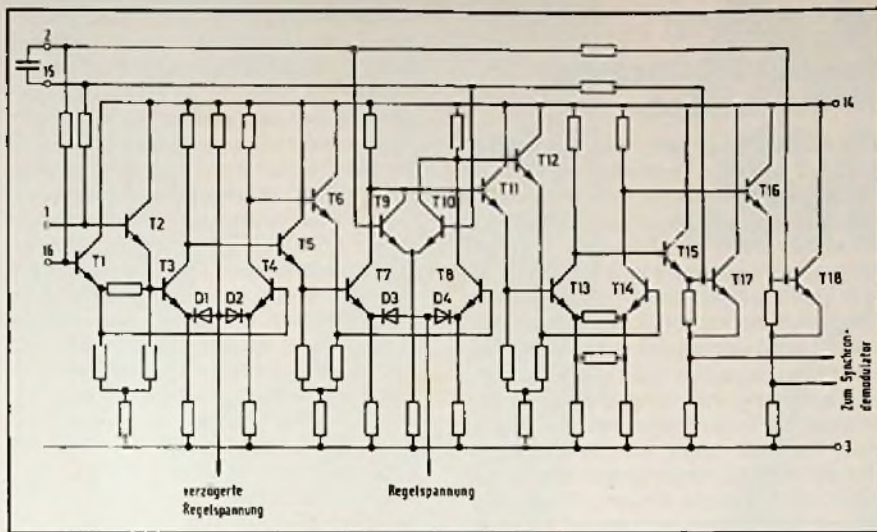 2
15
14
T12
T6
T9
T10
T11
T16
1
T2
T5
T15
16
T1
T3
T4
T7
T8
T13
T14
T17
T18
D1
D2
D3
D4
Zum Synchron-
demodulator
3
verzögerte
Regelspannung
Regelspannung